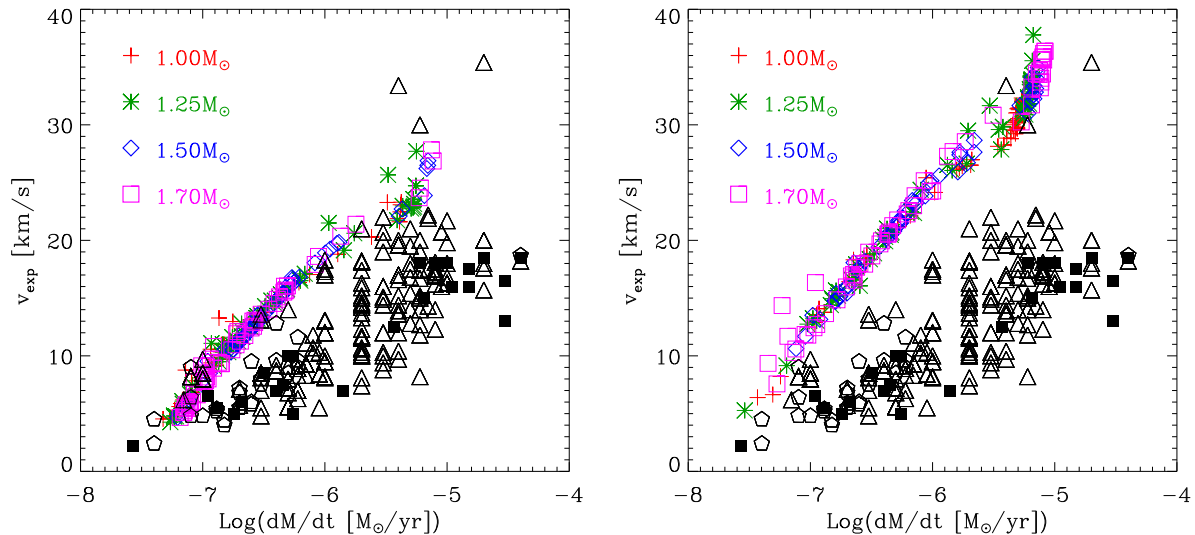 40
30
20
10
0
v_exp [km/s]
1.00M⊙
1.25M⊙
1.50M⊙
1.70M⊙
−8 −7 −6 −5 −4
Log(dM/dt [M⊙/yr])
40
30
20
10
0
v_exp [km/s]
1.00M⊙
1.25M⊙
1.50M⊙
1.70M⊙
−8 −7 −6 −5 −4
Log(dM/dt [M⊙/yr])